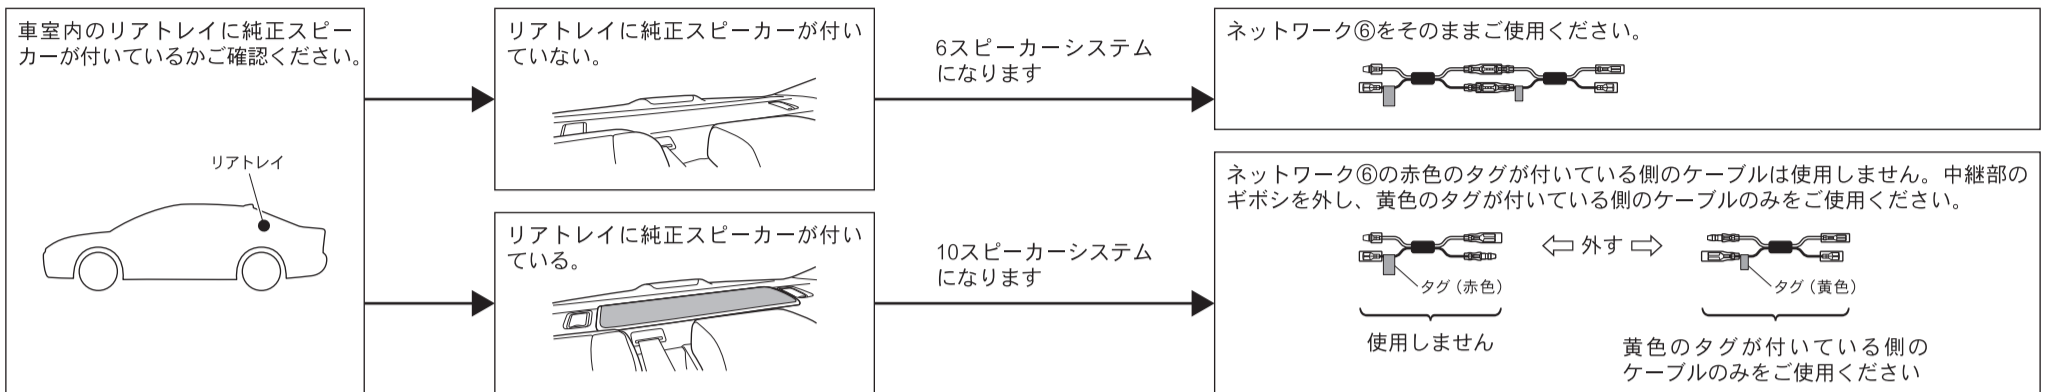 車室内のリアトレイに純正スピー
カーが付いているかご確認ください。
リアトレイ
リアトレイに純正スピーカーが付い
ていない。
6スピーカーシステム
になります
ネットワーク⑥をそのままご使用ください。
リアトレイに純正スピーカーが付い
ている。
10スピーカーシステム
になります
ネットワーク⑥の赤色のタグが付いている側のケーブルは使用しません。中継部の
ギボシを外し、黄色のタグが付いている側のケーブルのみをご使用ください。
外す
タグ（赤色）
タグ（黄色）
使用しません
黄色のタグが付いている側の
ケーブルのみをご使用ください